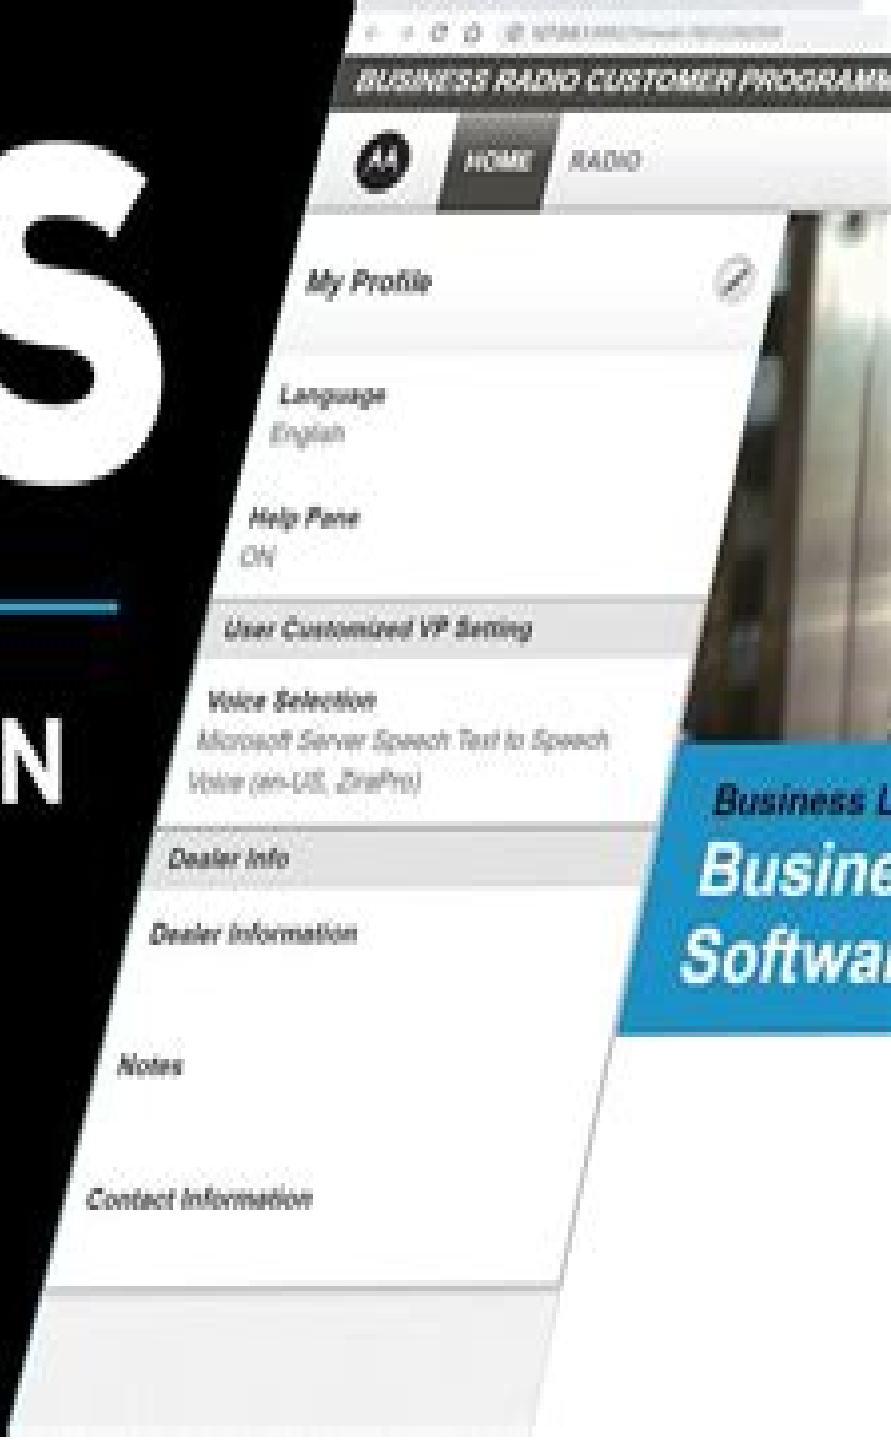 S
N
BUSINESS RADIO CUSTOMER PROGRAMM
HOME RADIO
My Profile
Language
English
Help Pane
ON
User Customized VP Setting
Voice Selection
Microsoft Server Speech Text to Speech
Voice (en-US, ZiraPro)
Dealer Info
Dealer Information
Notes
Contact Information
Business L
Busine
Softwar